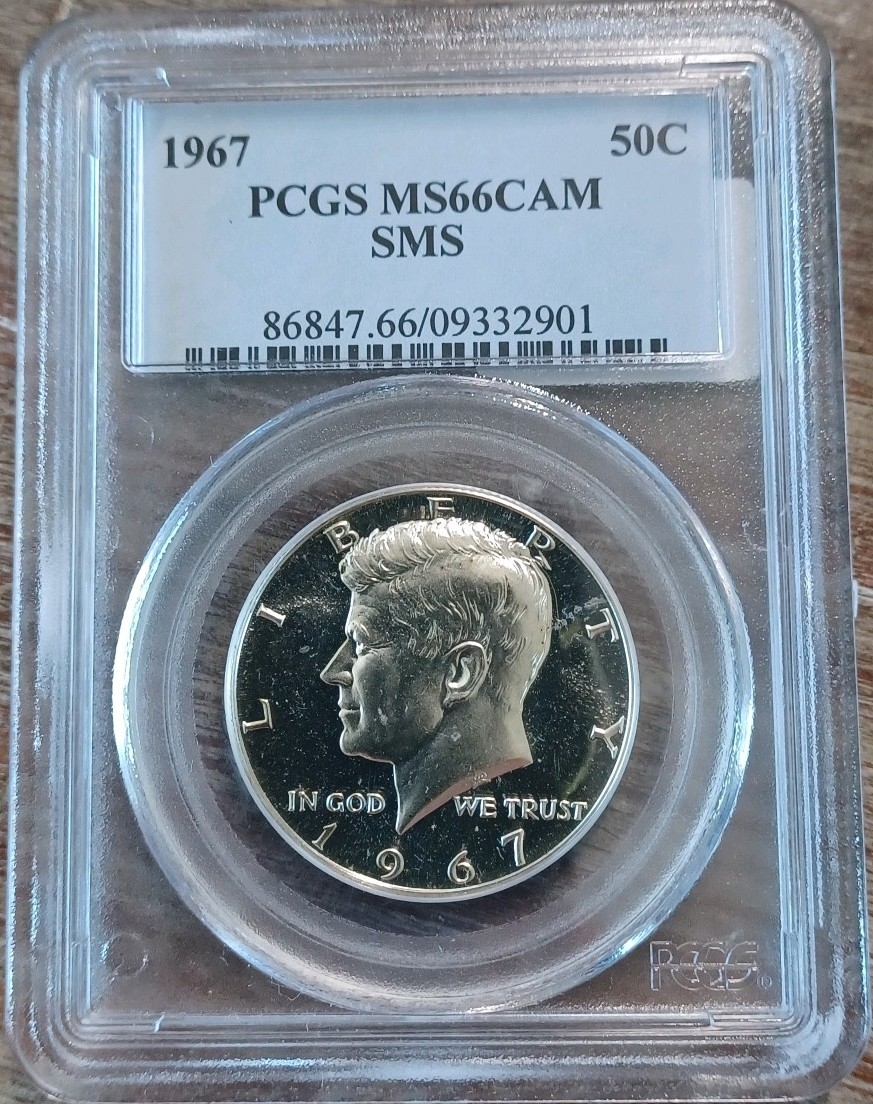 1967 50C
PCGS MS66CAM
SMS
86847.66/09332901
LIBERTY
IN GOD WE TRUST
1967
PCGS